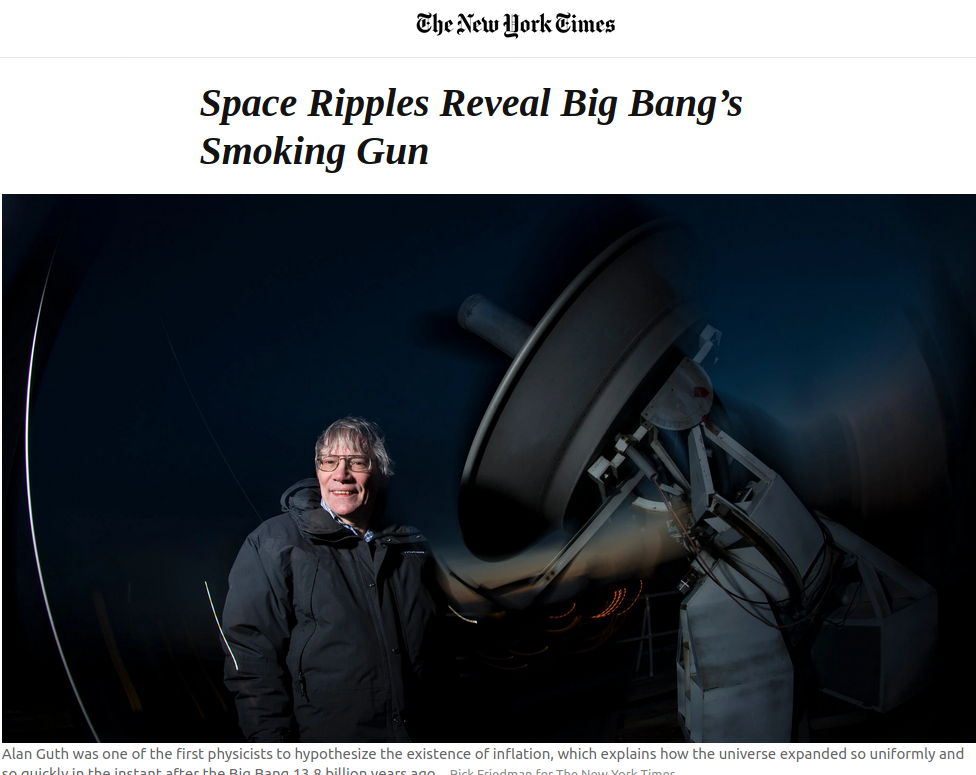 The New York Times
Space Ripples Reveal Big Bang’s
Smoking Gun
Alan Guth was one of the first physicists to hypothesize the existence of inflation, which explains how the universe expanded so uniformly and
so quickly in the instant after the Big Bang 13.8 billion years ago. Rick Friedman for The New York Times